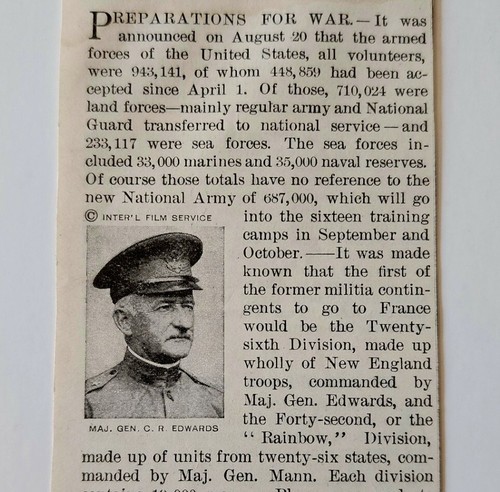 PREPARATIONS FOR WAR.—It was
announced on August 20 that the armed
forces of the United States, all volunteers,
were 943,141, of whom 448,859 had been ac-
cepted since April 1. Of those, 710,024 were
land forces—mainly regular army and National
Guard transferred to national service—and
233,117 were sea forces. The sea forces in-
cluded 33,000 marines and 35,000 naval reserves.
Of course those totals have no reference to the
new National Army of 687,000, which will go
© INTER'L FILM SERVICE
into the sixteen training
camps in September and
October.——It was made
known that the first of
the former militia contin-
gents to go to France
would be the Twenty-
sixth Division, made up
wholly of New England
troops, commanded by
Maj. Gen. Edwards, and
the Forty-second, or the
"Rainbow," Division,
MAJ. GEN. C. R. EDWARDS
made up of units from twenty-six states, com-
manded by Maj. Gen. Mann. Each division